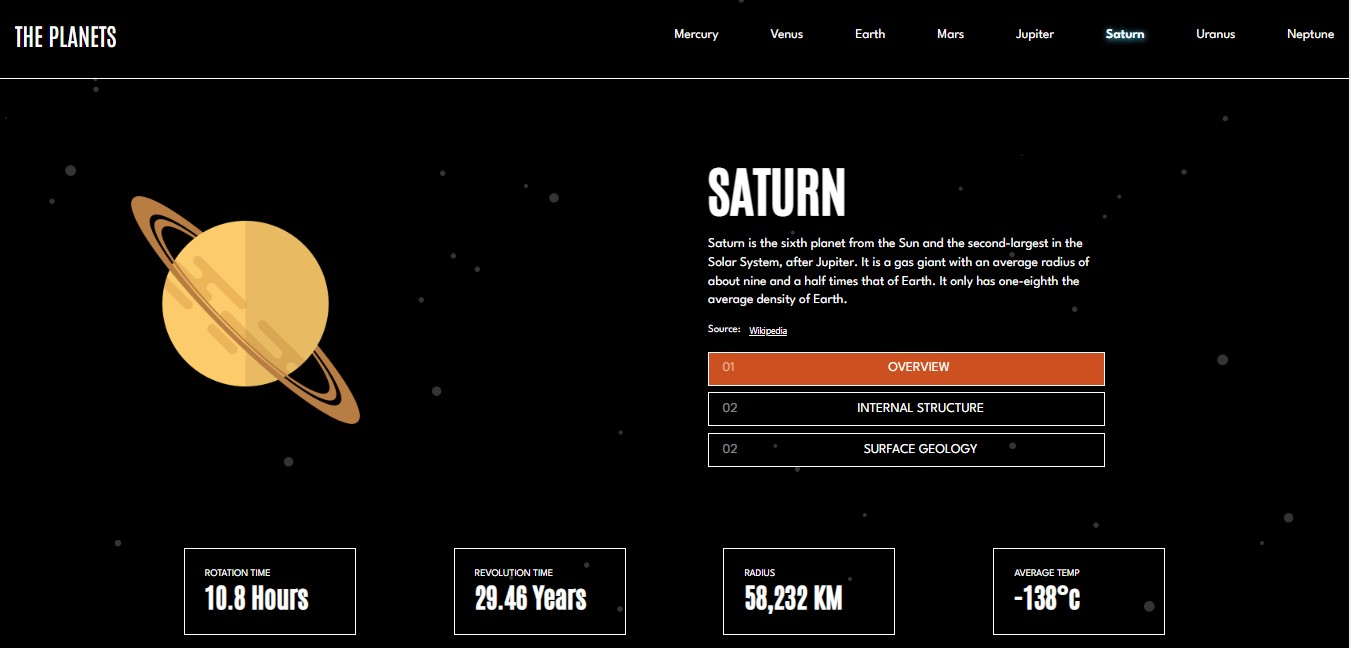 THE PLANETS
Mercury Venus Earth Mars Jupiter Saturn Uranus Neptune
SATURN
Saturn is the sixth planet from the Sun and the second-largest in the
Solar System, after Jupiter. It is a gas giant with an average radius of
about nine and a half times that of Earth. It only has one-eighth the
average density of Earth.
Source: Wikipedia
01 OVERVIEW
02 INTERNAL STRUCTURE
02 SURFACE GEOLOGY
ROTATION TIME
10.8 Hours
REVOLUTION TIME
29.46 Years
RADIUS
58,232 KM
AVERAGE TEMP
-138°c